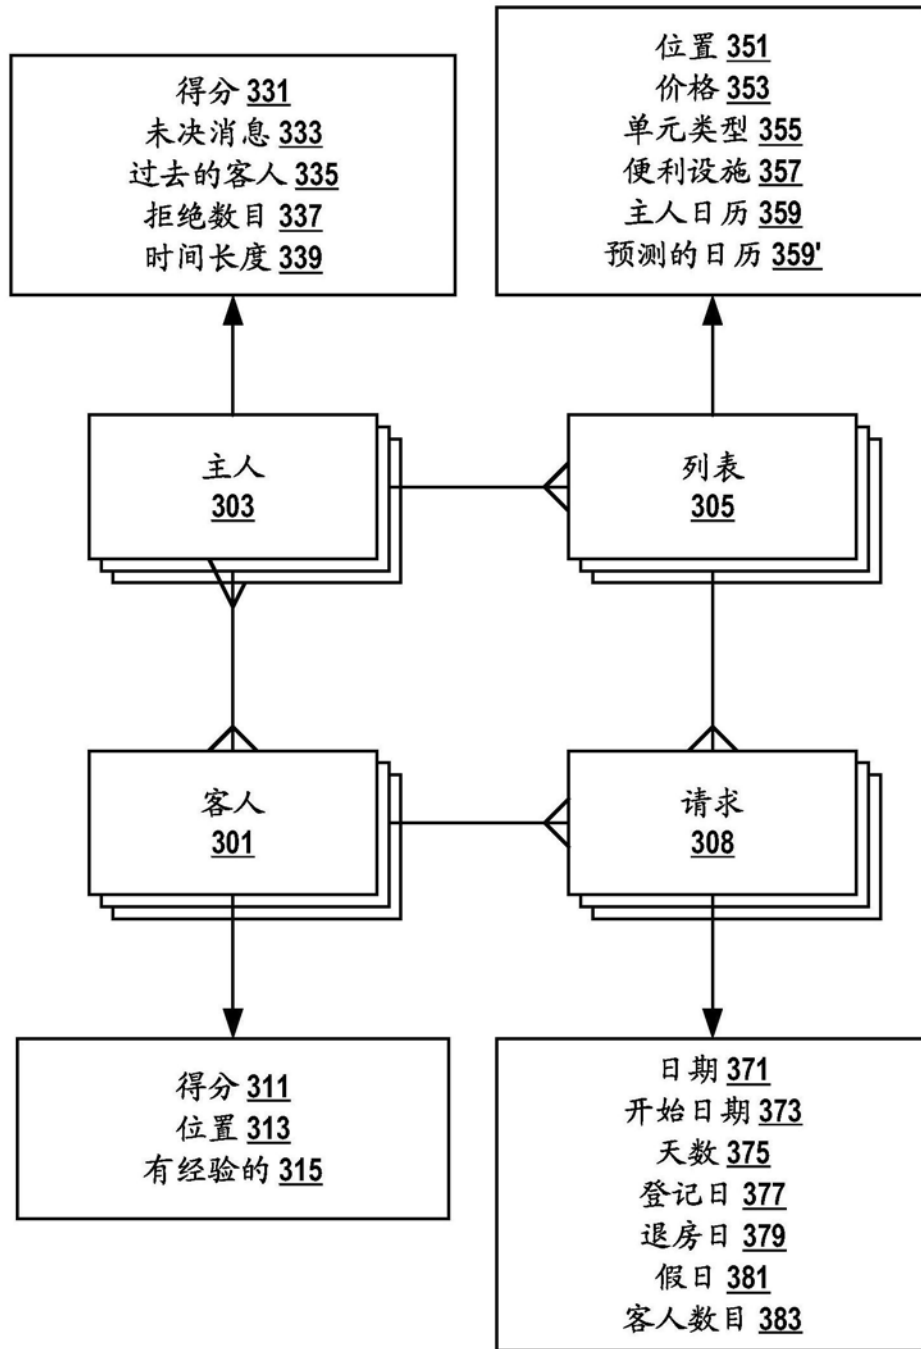 得分 331
未决消息 333
过去的客人 335
拒绝数目 337
时间长度 339
位置 351
价格 353
单元类型 355
便利设施 357
主人日历 359
预测的日历 359'
主人
303
列表
305
客人
301
请求
308
得分 311
位置 313
有经验的 315
日期 371
开始日期 373
天数 375
登记日 377
退房日 379
假日 381
客人数目 383